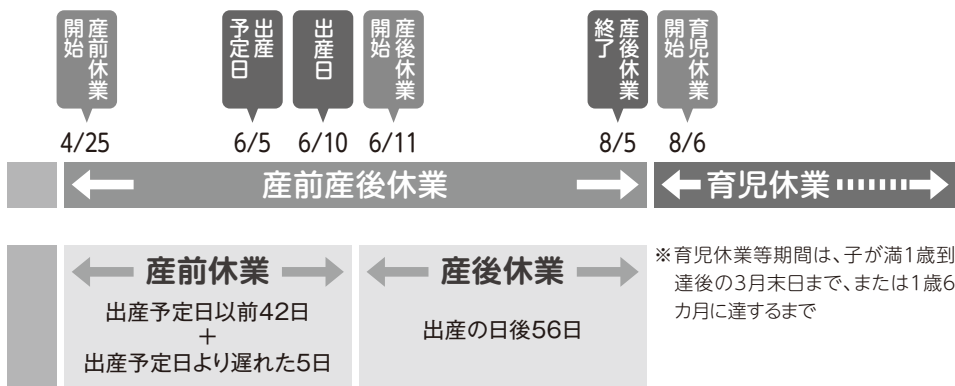 産前休業開始
出産予定日
出産日
産後休業開始
産後休業終了
育児休業開始
4/25
6/5
6/10
6/11
8/5
8/6
産前産後休業
育児休業
産前休業
出産予定日以前42日
＋
出産予定日より遅れた5日
産後休業
出産の日後56日
※育児休業等期間は、子が満1歳到
達後の3月末日まで、または1歳6
カ月に達するまで